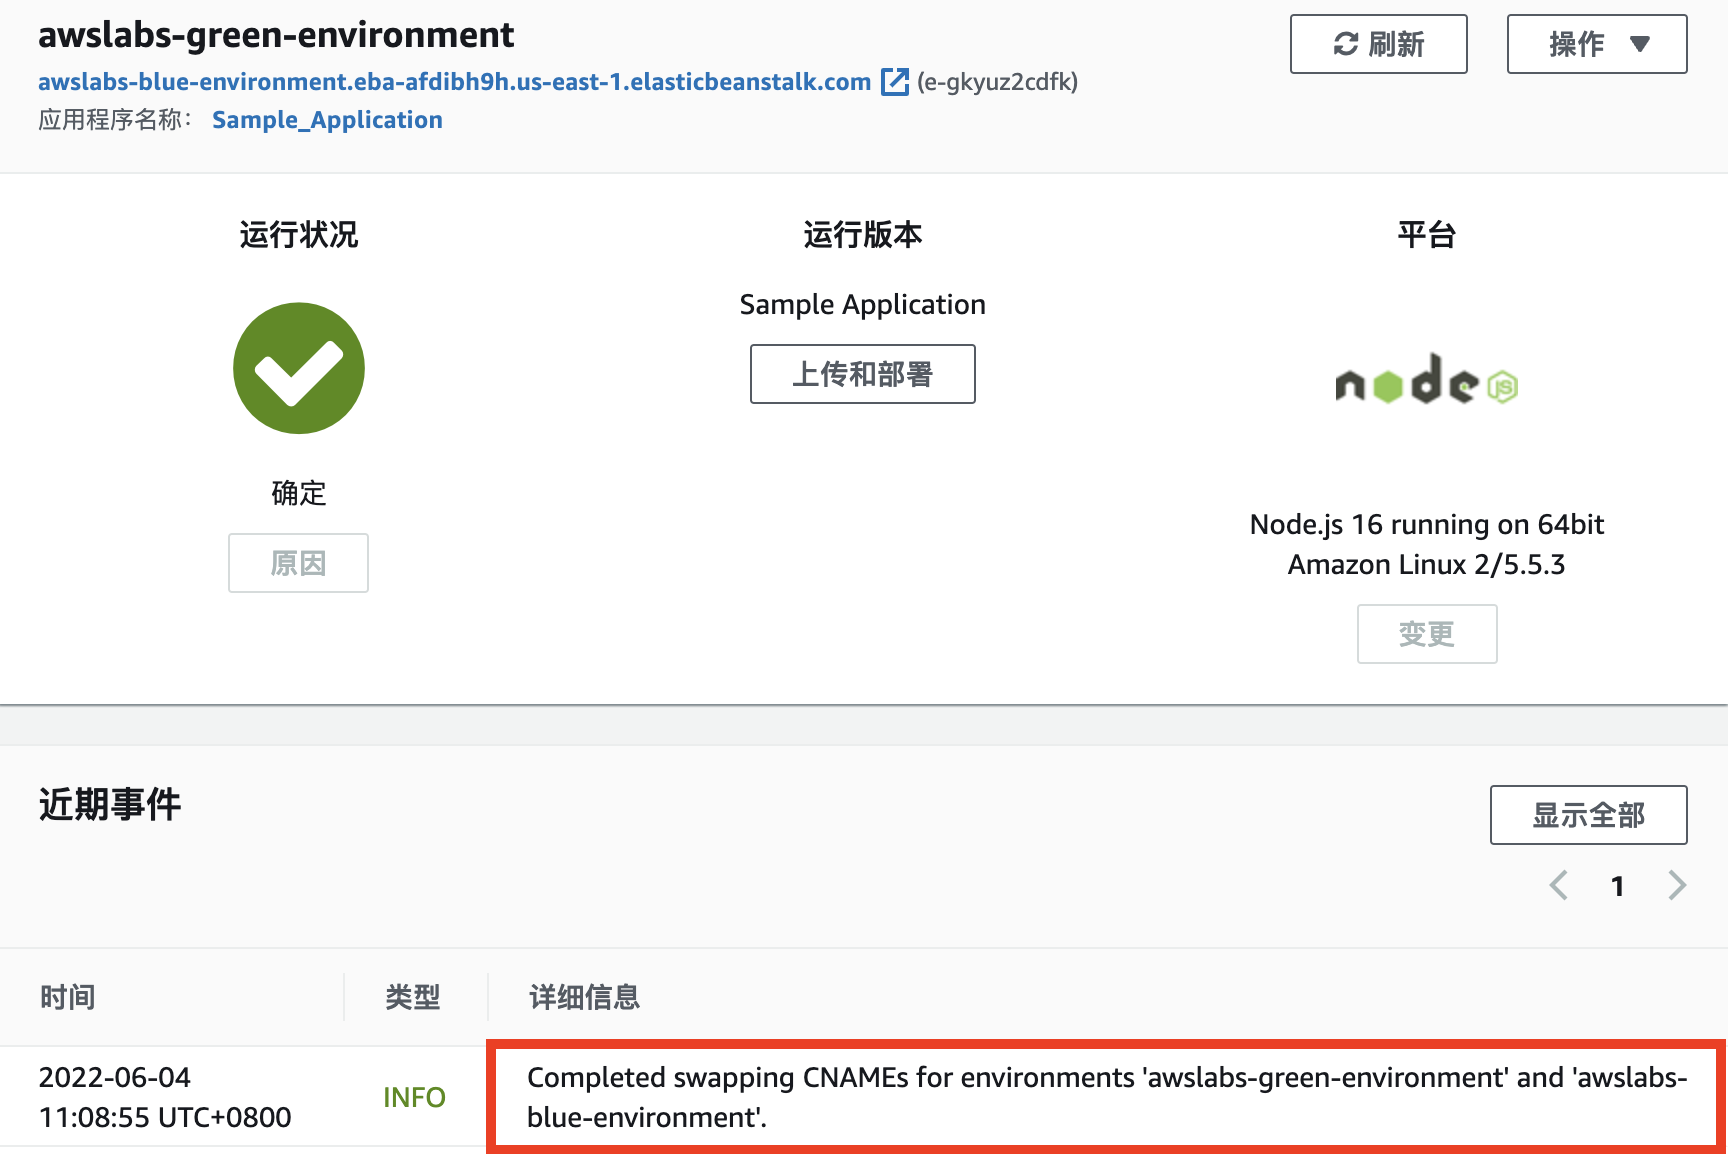 awslabs-green-environment
刷新
操作
awslabs-blue-environment.eba-afdibh9h.us-east-1.elasticbeanstalk.com (e-gkyuz2cdfk)
应用程序名称： Sample_Application
运行状况
运行版本
平台
Sample Application
上传和部署
node JS
确定
原因
Node.js 16 running on 64bit
Amazon Linux 2/5.5.3
变更
近期事件
显示全部
1
时间
类型
详细信息
2022-06-04
11:08:55 UTC+0800
INFO
Completed swapping CNAMEs for environments 'awslabs-green-environment' and 'awslabs-
blue-environment'.